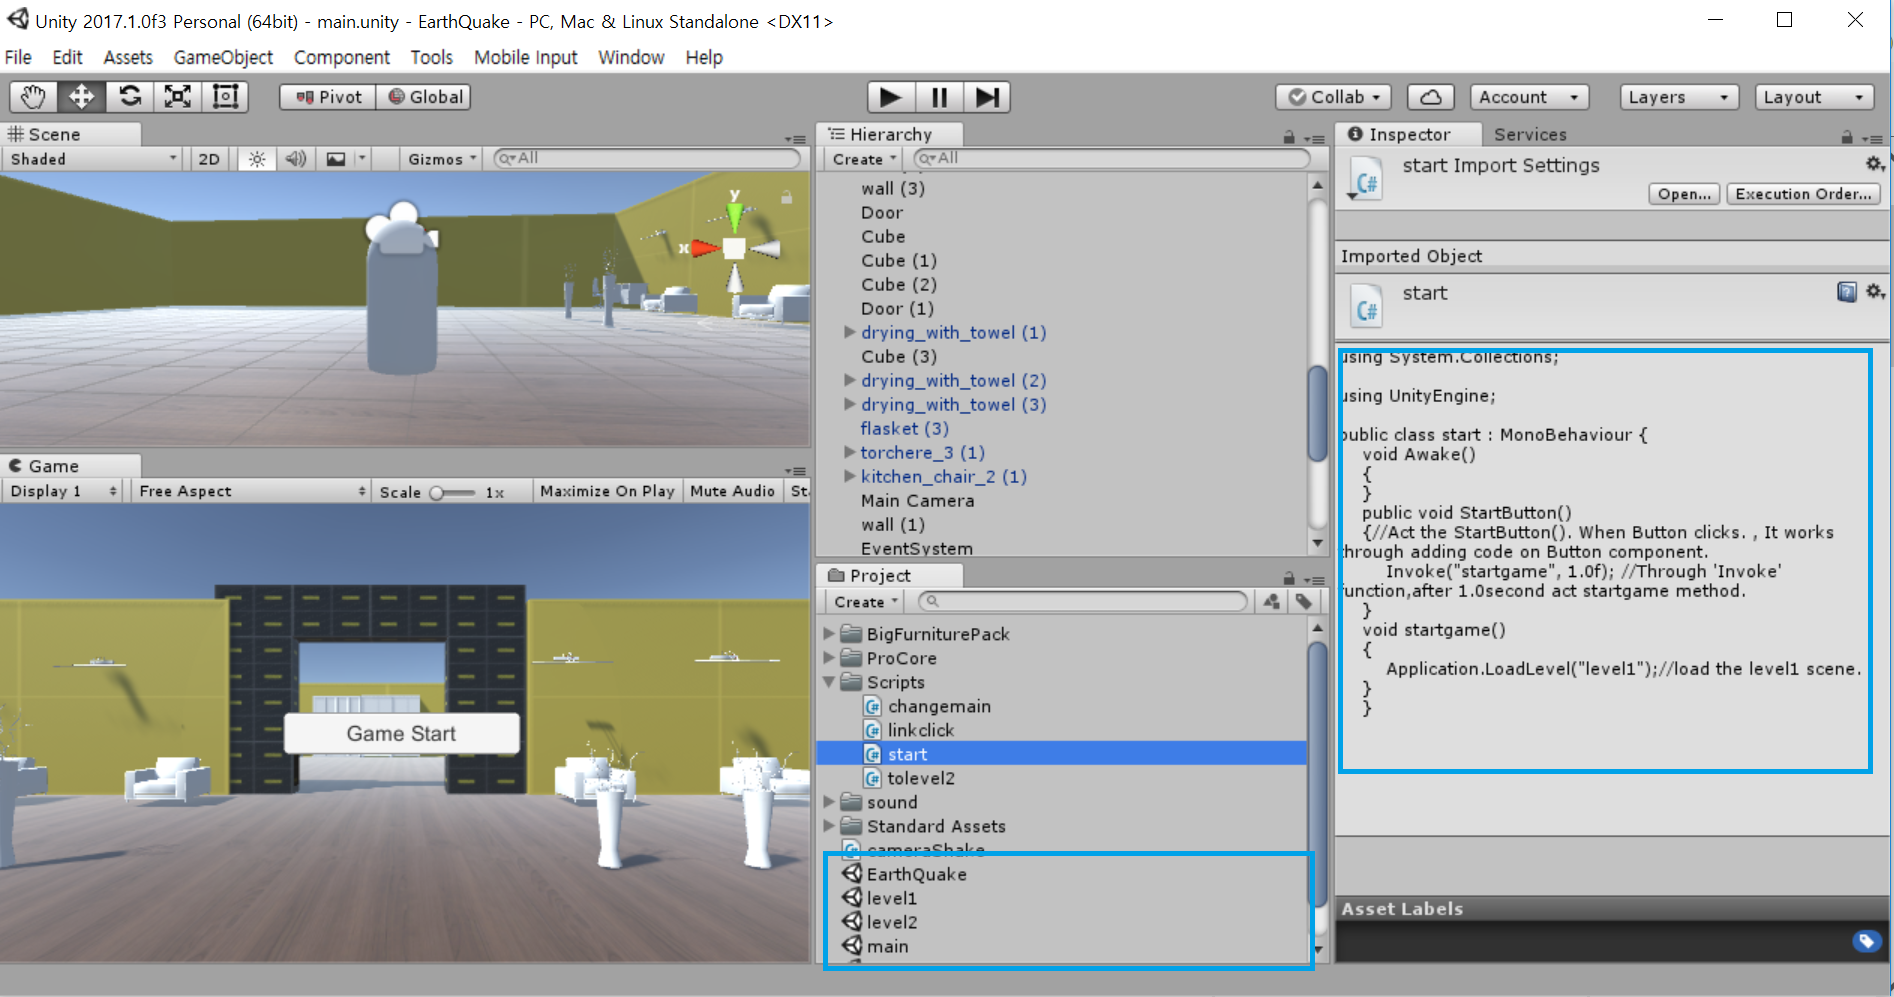 Unity 2017.1.0f3 Personal (64bit) - main.unity - EarthQuake - PC, Mac & Linux Standalone <DX11>
File Edit Assets GameObject Component Tools Mobile Input Window Help
Pivot Global Collab Account Layers Layout
Scene
Shaded 2D Gizmos All
y
x
Game
Display 1 Free Aspect Scale 1x Maximize On Play Mute Audio St
Game Start
Hierarchy
Create All
wall (3)
Door
Cube
Cube (1)
Cube (2)
Door (1)
drying_with_towel (1)
Cube (3)
drying_with_towel (2)
drying_with_towel (3)
flasket (3)
torchere_3 (1)
kitchen_chair_2 (1)
Main Camera
wall (1)
EventSystem
Project
Create
BigFurniturePack
ProCore
Scripts
C# changemain
C# linkclick
C# start
C# tolevel2
sound
Standard Assets
cameraShake
EarthQuake
level1
level2
main
Inspector Services
C# start Import Settings
Open... Execution Order...
Imported Object
C# start
using System.Collections;
using UnityEngine;
public class start : MonoBehaviour {
void Awake()
{
}
public void StartButton()
{//Act the StartButton(). When Button clicks. , It works
through adding code on Button component.
Invoke("startgame", 1.0f); //Through 'Invoke'
function,after 1.0second act startgame method.
}
void startgame()
{
Application.LoadLevel("level1");//load the level1 scene.
}
}
Asset Labels